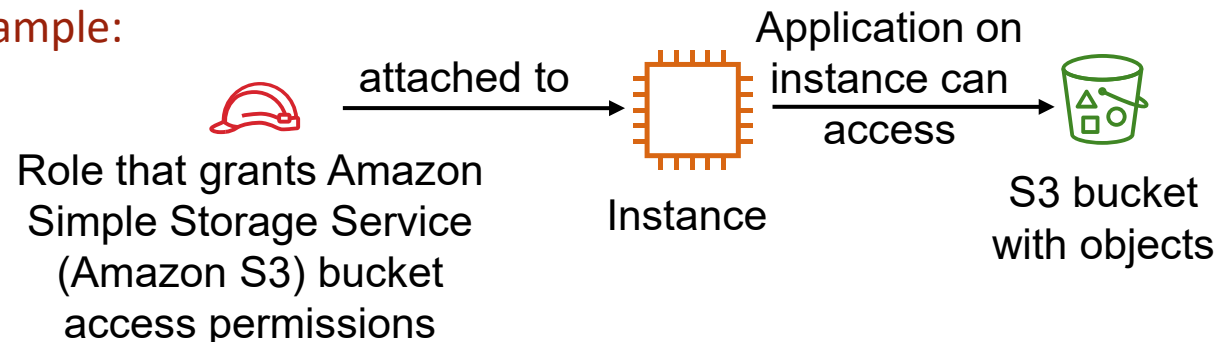 ample:
attached to
Application on
instance can
access
Role that grants Amazon
Simple Storage Service
(Amazon S3) bucket
access permissions
Instance
S3 bucket
with objects